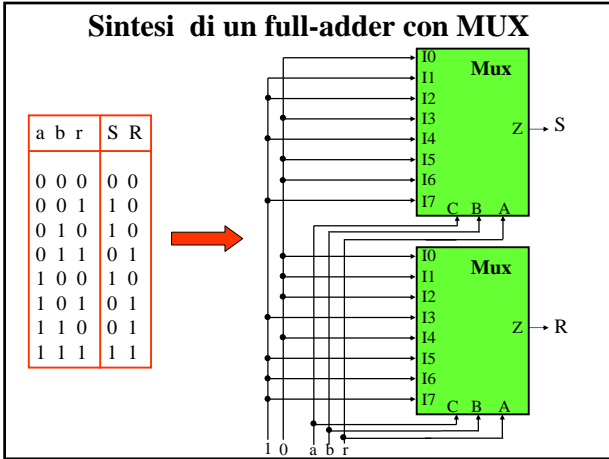 Sintesi di un full-adder con MUX
a b r S R
0 0 0 0 0
0 0 1 1 0
0 1 0 1 0
0 1 1 0 1
1 0 0 1 0
1 0 1 0 1
1 1 0 0 1
1 1 1 1 1
I0
Mux
I1
I2
I3
Z S
I4
I5
I6
I7
C B A
I0
Mux
I1
I2
I3
Z R
I4
I5
I6
I7
C B A
1 0 a b r